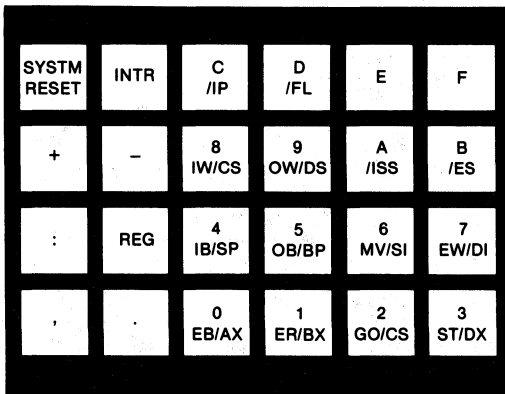 SYSTM
RESET
INTR
C
/IP
D
/FL
E
F
+
−
8
IW/CS
9
OW/DS
A
/ISS
B
/ES
:
REG
4
IB/SP
5
OB/BP
6
MV/SI
7
EW/DI
,
.
0
EB/AX
1
ER/BX
2
GO/CS
3
ST/DX